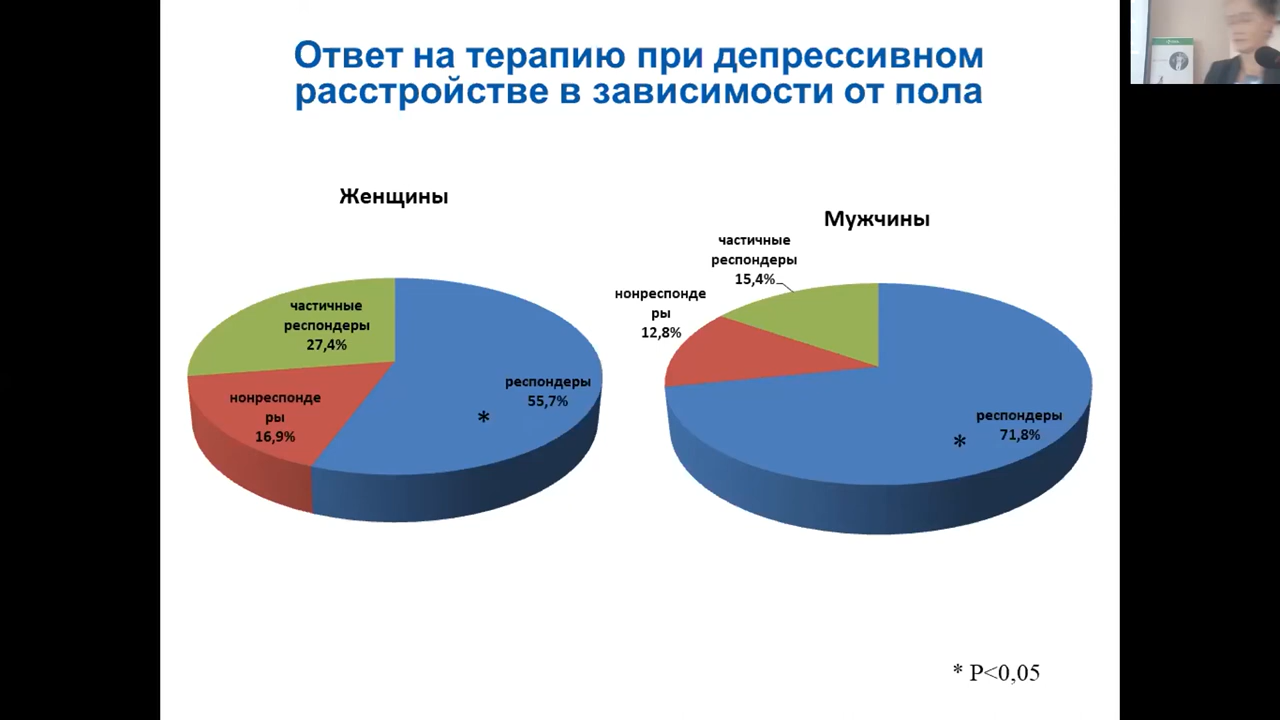 Ответ на терапию при депрессивном
расстройстве в зависимости от пола
Женщины
частичные
респондеры
27,4%
нонреспонде
ры
16,9%
респондеры
55,7%
*
Мужчины
частичные
респондеры
15,4%
нонреспонде
ры
12,8%
респондеры
71,8%
*
* P<0,05